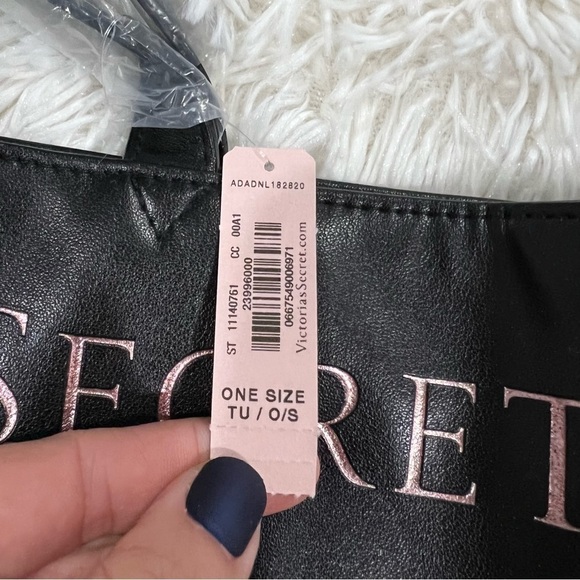 ADADNL182820
ST 11140761 CC 00A1
23996000
0667549006971
VictoriasSecret.com
ONE SIZE
TU / O/S
SECRET